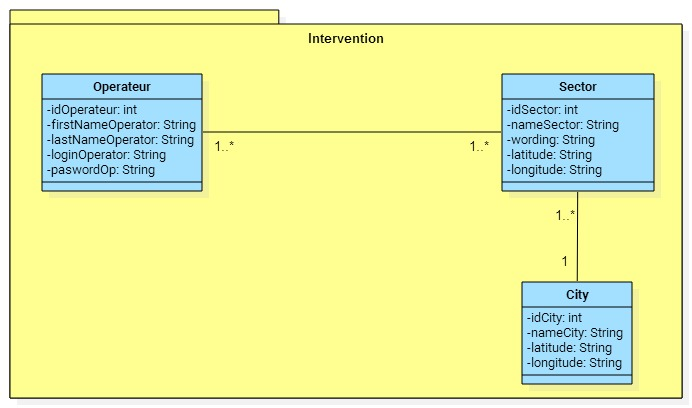 Intervention
Operateur
-idOperateur: int
-firstNameOperator: String
-lastNameOperator: String
-loginOperator: String
-paswordOp: String
1..*
1..*
Sector
-idSector: int
-nameSector: String
-wording: String
-latitude: String
-longitude: String
1..*
1
City
-idCity: int
-nameCity: String
-latitude: String
-longitude: String